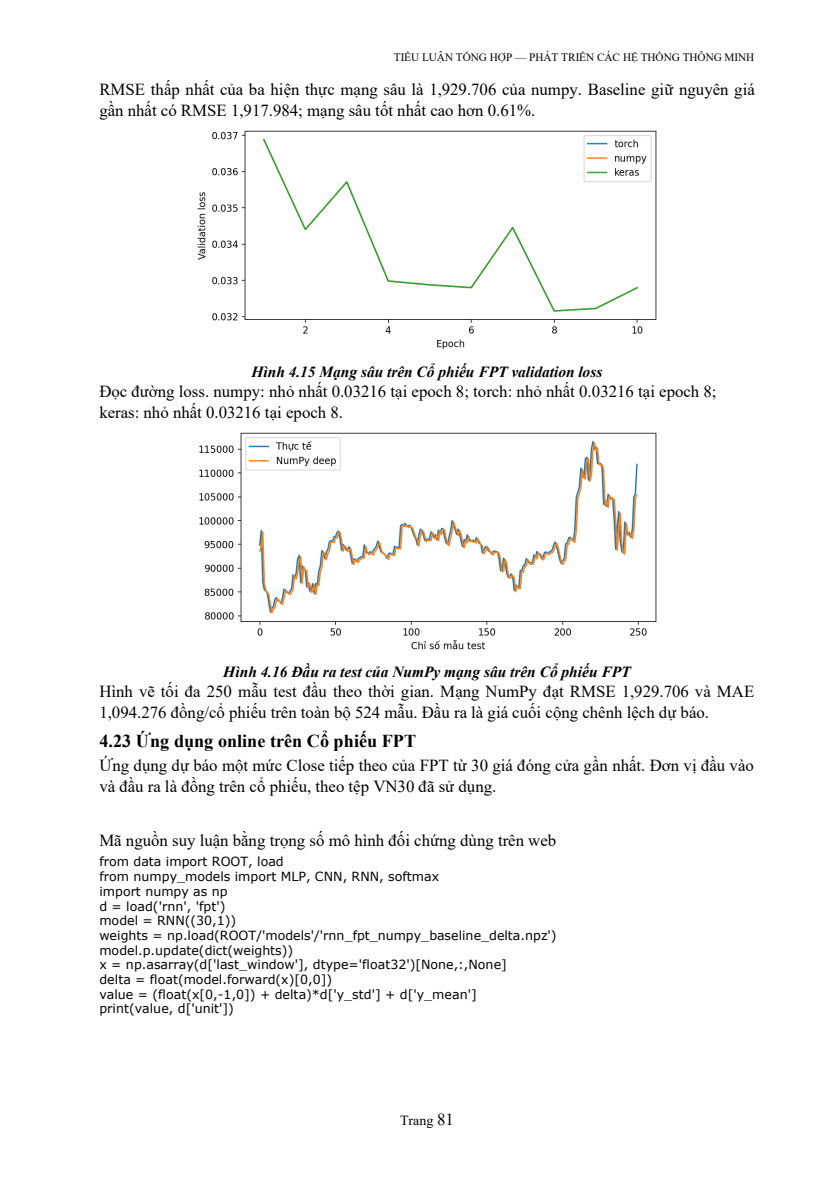 TIỂU LUẬN TỔNG HỢP — PHÁT TRIỂN CÁC HỆ THỐNG THÔNG MINH
RMSE thấp nhất của ba hiện thực mạng sâu là 1,929.706 của numpy. Baseline giữ nguyên giá
gần nhất có RMSE 1,917.984; mạng sâu tốt nhất cao hơn 0.61%.
0.037
0.036
0.035
0.034
0.033
0.032
Validation loss
torch
numpy
keras
2 4 6 8 10
Epoch
Hình 4.15 Mạng sâu trên Cổ phiếu FPT validation loss
Đọc đường loss. numpy: nhỏ nhất 0.03216 tại epoch 8; torch: nhỏ nhất 0.03216 tại epoch 8;
keras: nhỏ nhất 0.03216 tại epoch 8.
115000
110000
105000
100000
95000
90000
85000
80000
Thực tế
NumPy deep
0 50 100 150 200 250
Chỉ số mẫu test
Hình 4.16 Đầu ra test của NumPy mạng sâu trên Cổ phiếu FPT
Hình vẽ tối đa 250 mẫu test đầu theo thời gian. Mạng NumPy đạt RMSE 1,929.706 và MAE
1,094.276 đồng/cổ phiếu trên toàn bộ 524 mẫu. Đầu ra là giá cuối cộng chênh lệch dự báo.
4.23 Ứng dụng online trên Cổ phiếu FPT
Ứng dụng dự báo một mức Close tiếp theo của FPT từ 30 giá đóng cửa gần nhất. Đơn vị đầu vào
và đầu ra là đồng trên cổ phiếu, theo tệp VN30 đã sử dụng.
Mã nguồn suy luận bằng trọng số mô hình đối chứng dùng trên web
from data import ROOT, load
from numpy_models import MLP, CNN, RNN, softmax
import numpy as np
d = load('rnn', 'fpt')
model = RNN((30,1))
weights = np.load(ROOT/'models'/'rnn_fpt_numpy_baseline_delta.npz')
model.p.update(dict(weights))
x = np.asarray(d['last_window'], dtype='float32')[None,:,None]
delta = float(model.forward(x)[0,0])
value = (float(x[0,-1,0]) + delta)*d['y_std'] + d['y_mean']
print(value, d['unit'])
Trang 81